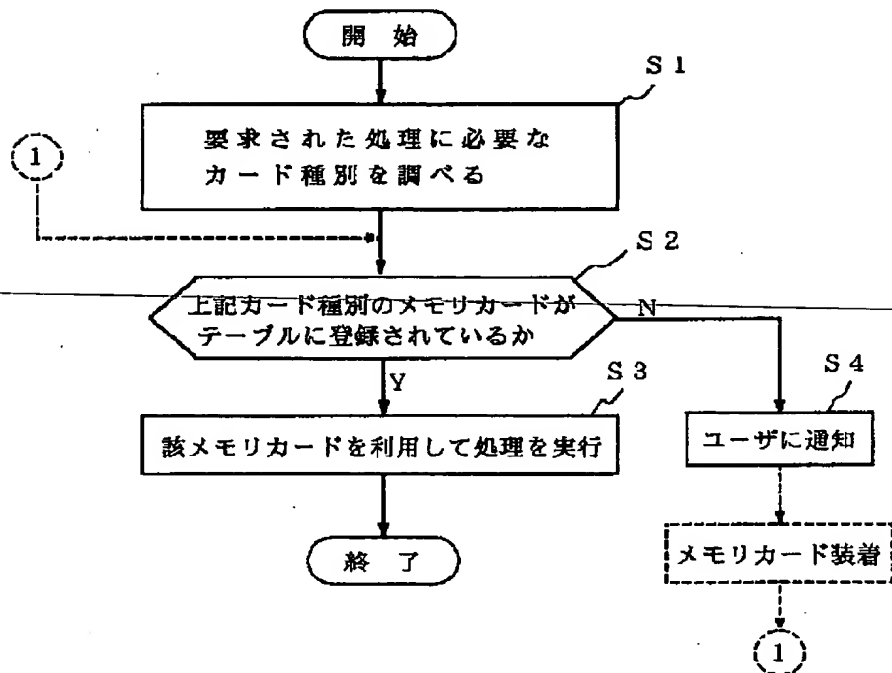 開 始
S1
要求された処理に必要な
カード種別を調べる
1
S2
上記カード種別のメモリカードが
テーブルに登録されているか
N
Y
S3
S4
該メモリカードを利用して処理を実行
ユーザに通知
終 了
メモリカード装着
1